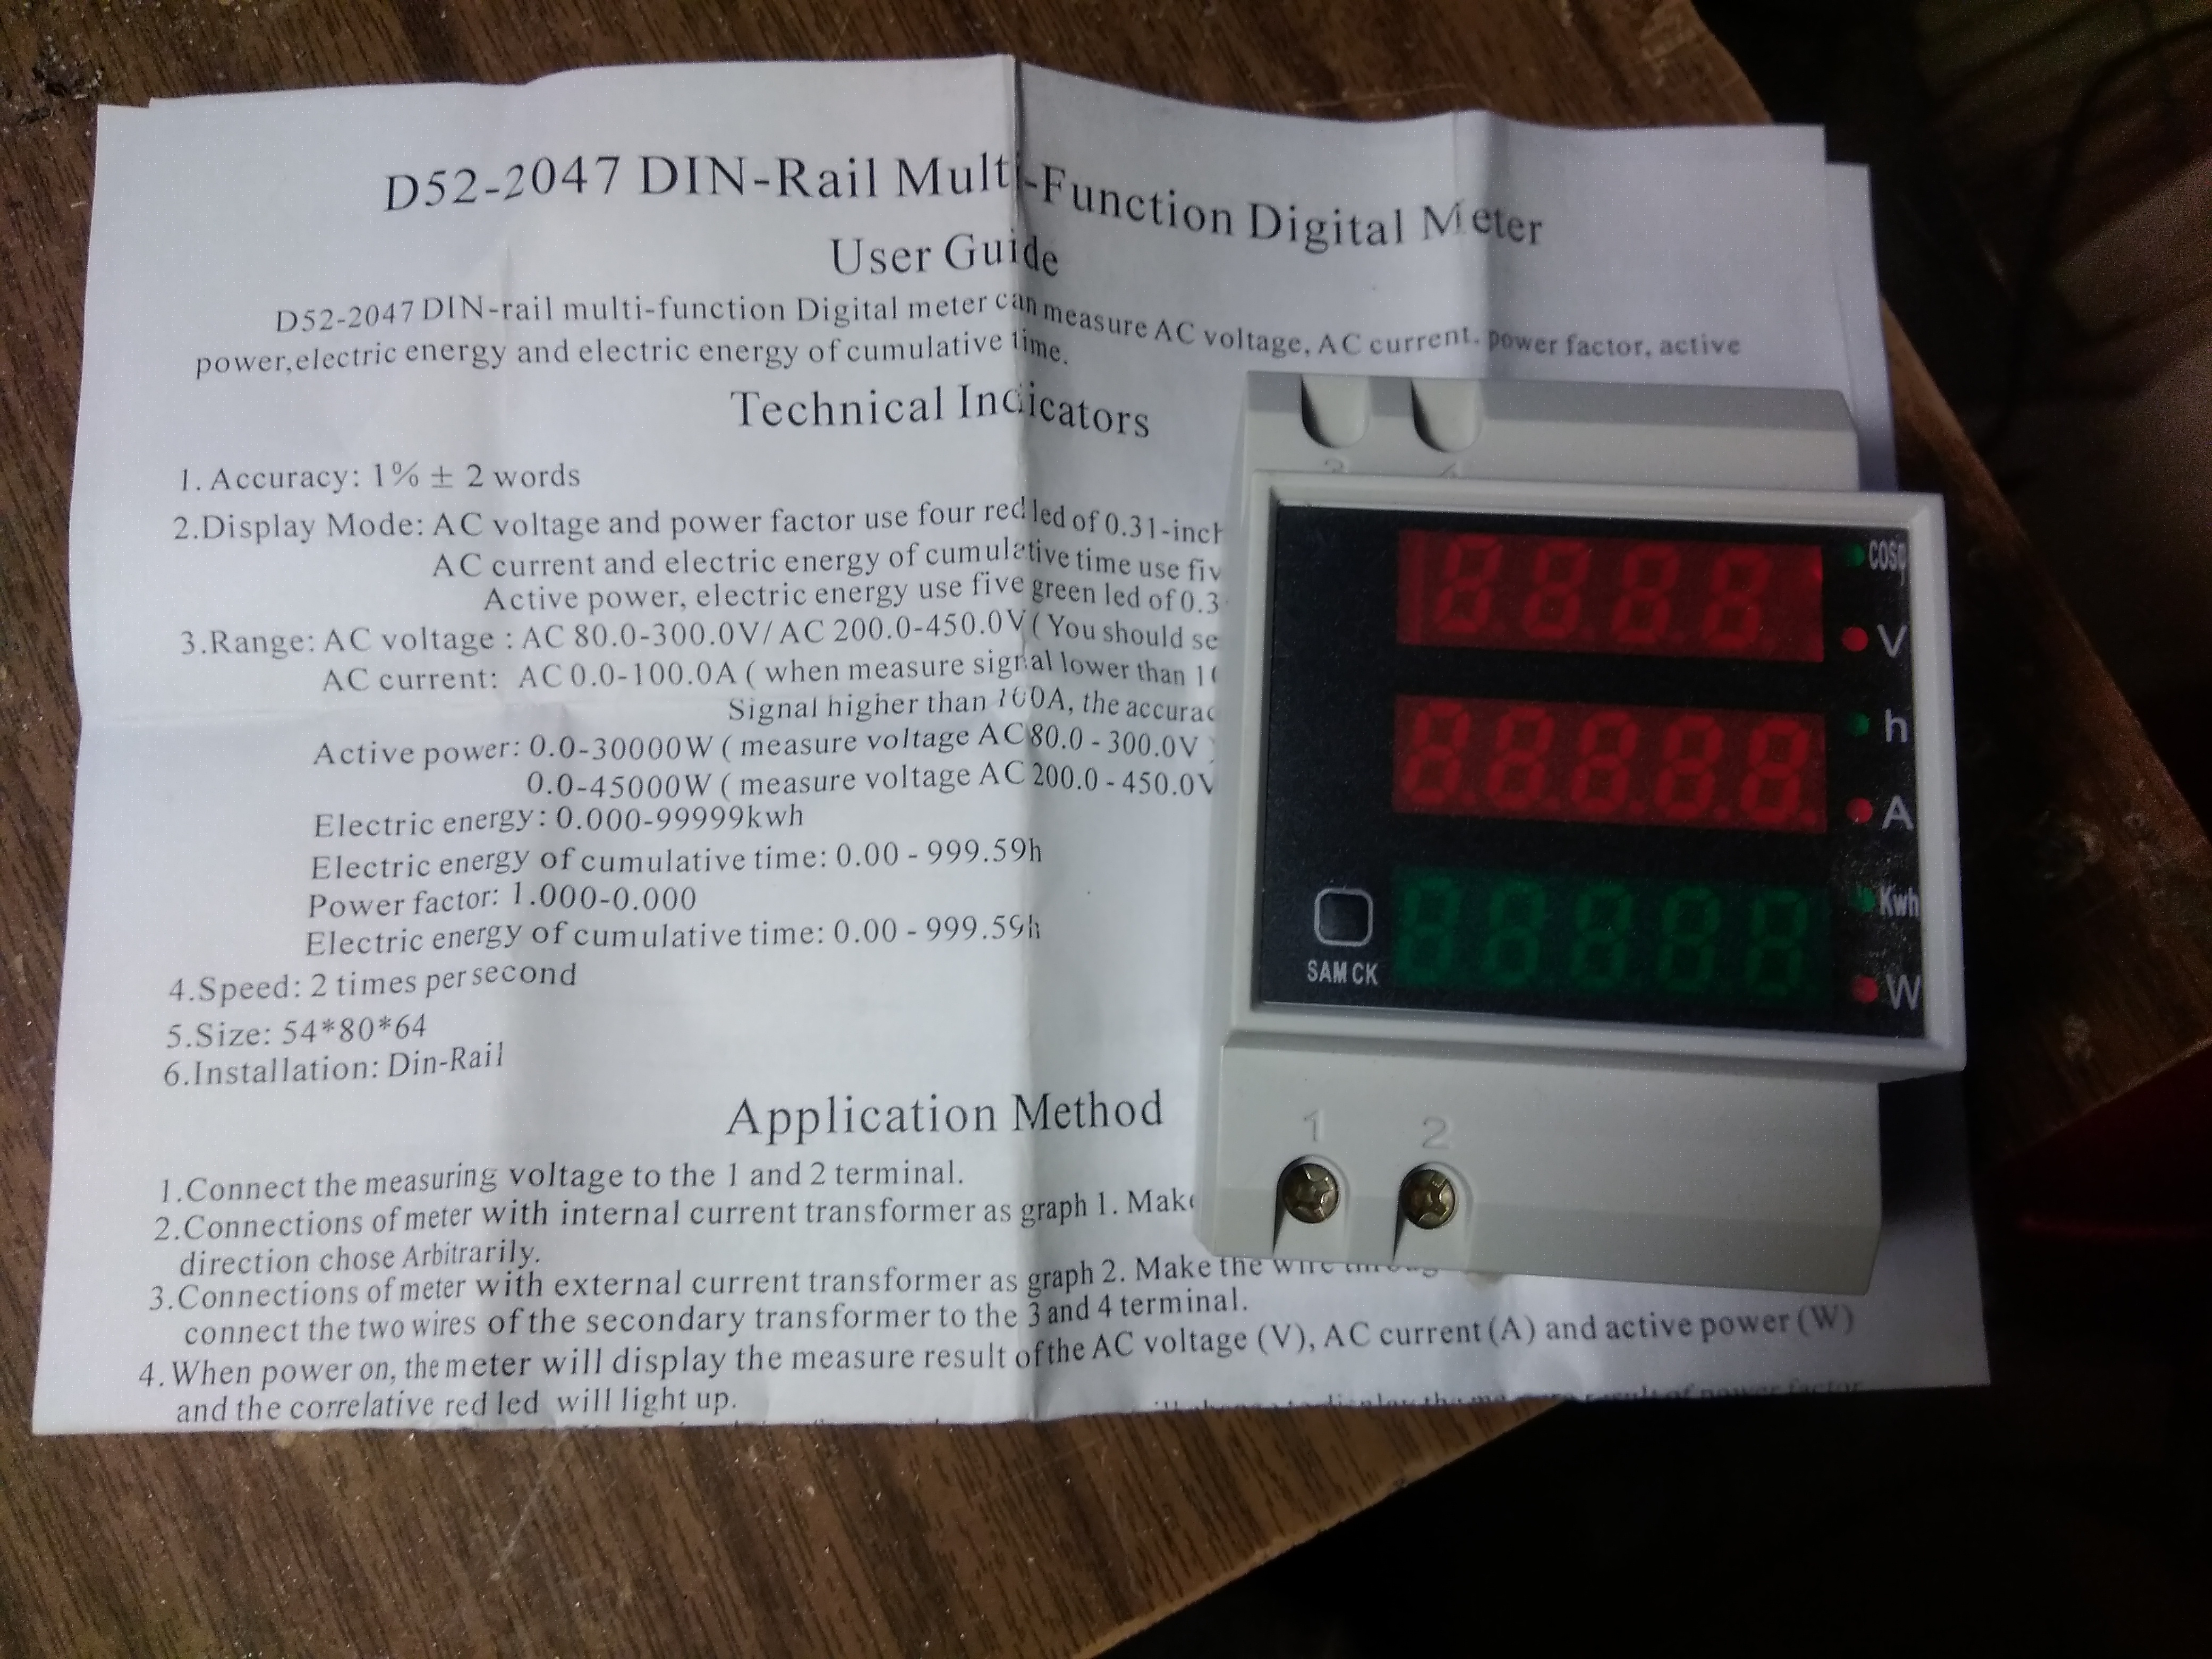 D52-2047 DIN-Rail Multi-Function Digital Meter
User Guide
D52-2047 DIN-rail multi-function Digital meter can measure AC voltage, AC current, power factor, active
power,electric energy and electric energy of cumulative time.
Technical Indicators
1. Accuracy: 1% ± 2 words
2.Display Mode: AC voltage and power factor use four red led of 0.31-inch
AC current and electric energy of cumulative time use
Active power, electric energy use five green led of
3.Range: AC voltage : AC 80.0-300.0V/ AC 200.0-450.0V ( You should
AC current: AC 0.0-100.0A ( when measure signal lower than
Signal higher than 100A, the
Active power: 0.0-30000W ( measure voltage AC 80.0 - 300.0V
0.0-45000W ( measure voltage AC 200.0 - 450.0V
Electric energy: 0.000-99999kwh
Electric energy of cumulative time: 0.00 - 999.59h
Power factor: 1.000-0.000
Electric energy of cumulative time: 0.00 - 999.59h
4.Speed: 2 times per second
5.Size: 54*80*64
6.Installation: Din-Rail
Application Method
1.Connect the measuring voltage to the 1 and 2 terminal.
2.Connections of meter with internal current transformer as graph 1. Make
direction chose Arbitrarily.
3.Connections of meter with external current transformer as graph 2. Make the wire
connect the two wires of the secondary transformer to the 3 and 4 terminal.
4.When power on, the meter will display the measure result of the AC voltage (V), AC current (A) and active power (W)
and the correlative red led will light up.
COSφ
V
h
A
Kwh
W
SAMCK
1 2